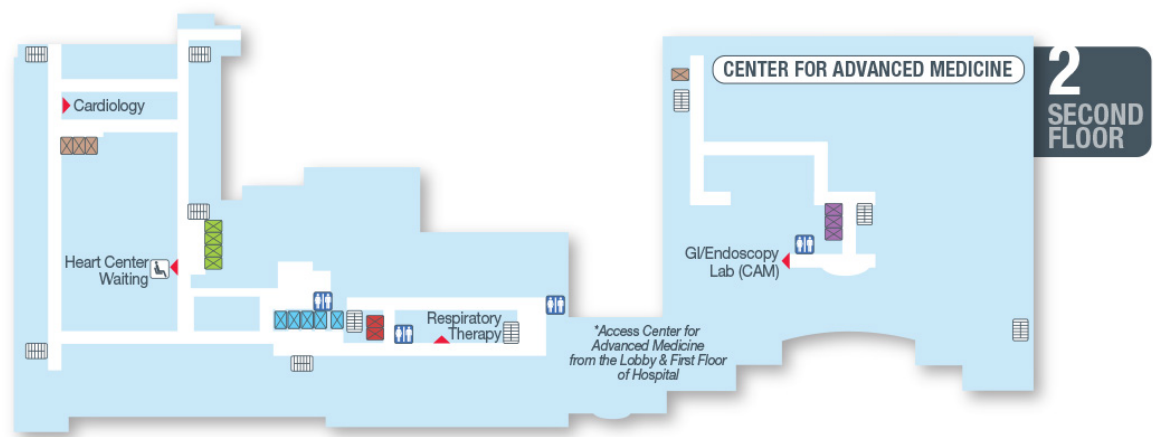 CENTER FOR ADVANCED MEDICINE
2
SECOND
FLOOR
Cardiology
Heart Center
Waiting
GI/Endoscopy
Lab (CAM)
Respiratory
Therapy
*Access Center for
Advanced Medicine
from the Lobby & First Floor
of Hospital